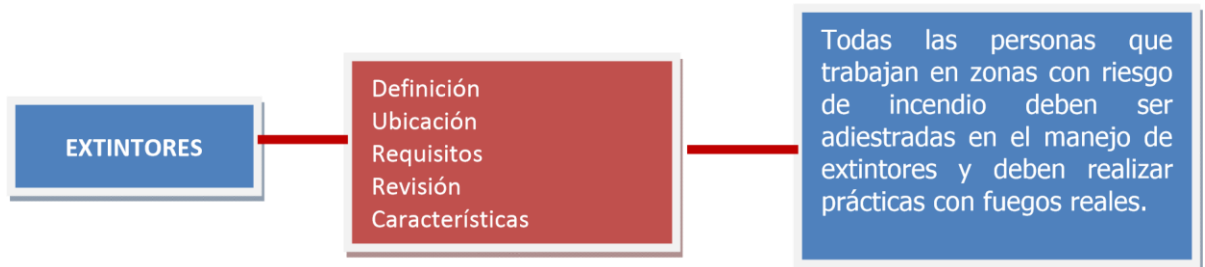 EXTINTORES
Definición
Ubicación
Requisitos
Revisión
Características
Todas las personas que
trabajan en zonas con riesgo
de incendio deben ser
adiestradas en el manejo de
extintores y deben realizar
prácticas con fuegos reales.